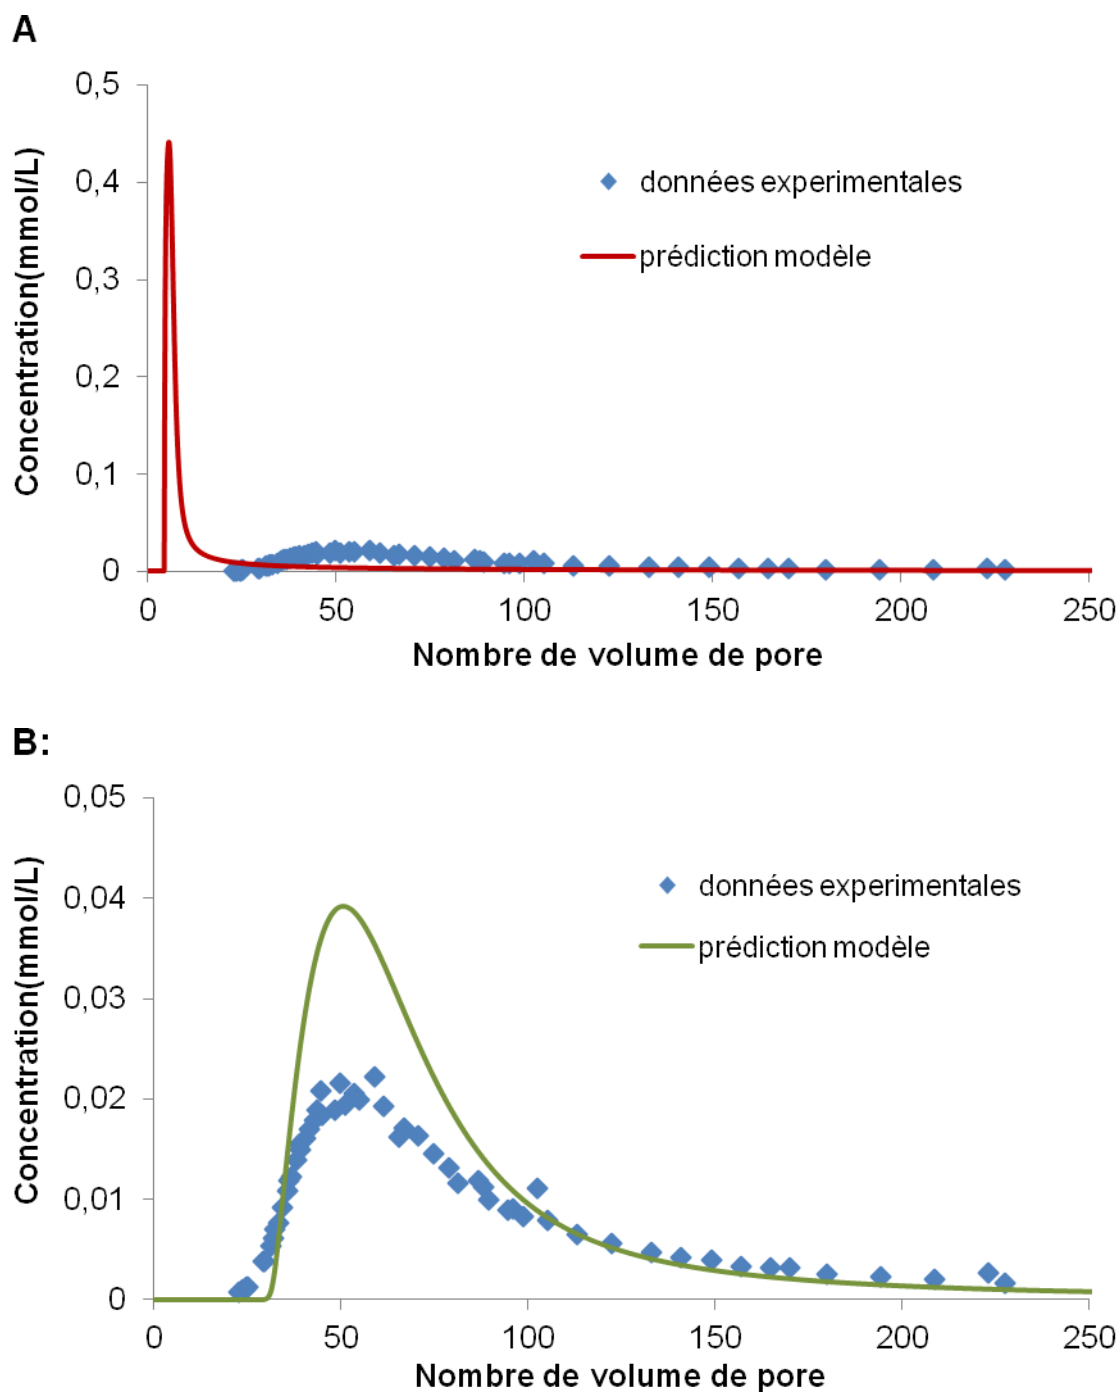 A
0,5
0,4
0,3
0,2
0,1
0
Concentration(mmol/L)
données experimentales
prédiction modèle
0 50 100 150 200 250
Nombre de volume de pore
B:
0,05
0,04
0,03
0,02
0,01
0
Concentration(mmol/L)
données experimentales
prédiction modèle
0 50 100 150 200 250
Nombre de volume de pore